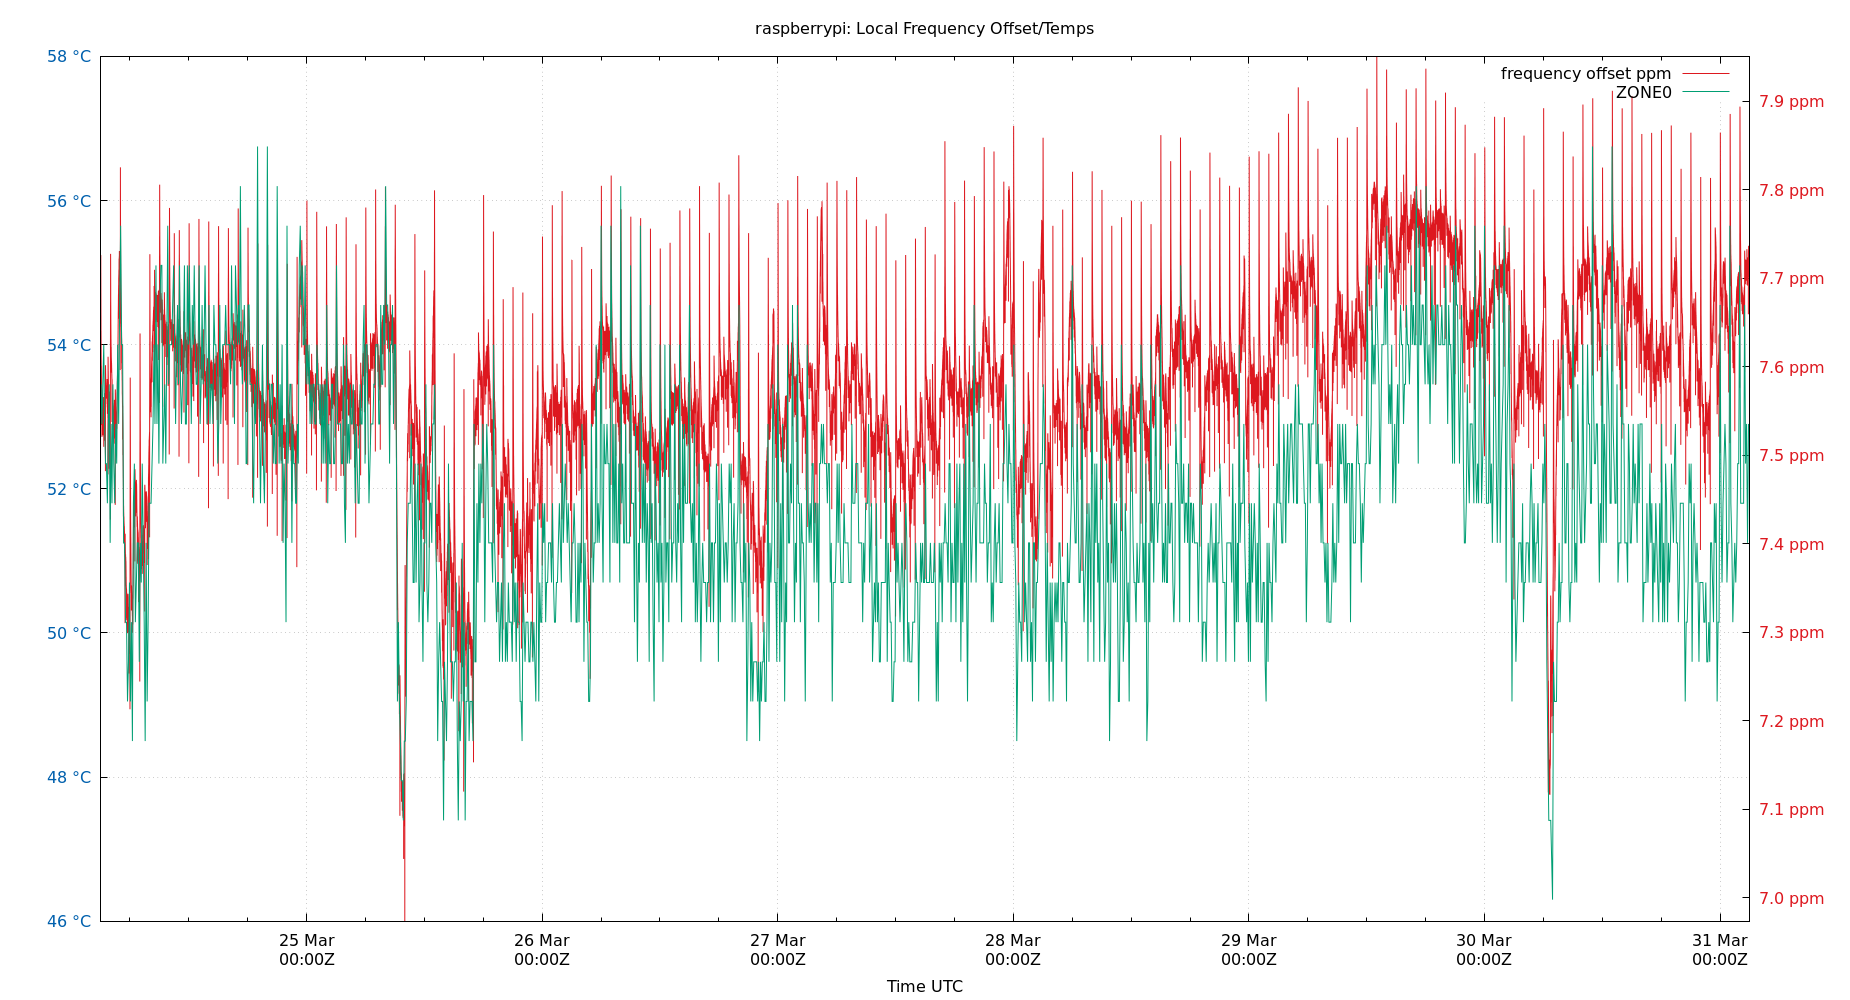 raspberrypi: Local Frequency Offset/Temps
58 °C
56 °C
54 °C
52 °C
50 °C
48 °C
46 °C
frequency offset ppm
ZONE0
7.9 ppm
7.8 ppm
7.7 ppm
7.6 ppm
7.5 ppm
7.4 ppm
7.3 ppm
7.2 ppm
7.1 ppm
7.0 ppm
25 Mar
00:00Z
26 Mar
00:00Z
27 Mar
00:00Z
28 Mar
00:00Z
29 Mar
00:00Z
30 Mar
00:00Z
31 Mar
00:00Z
Time UTC